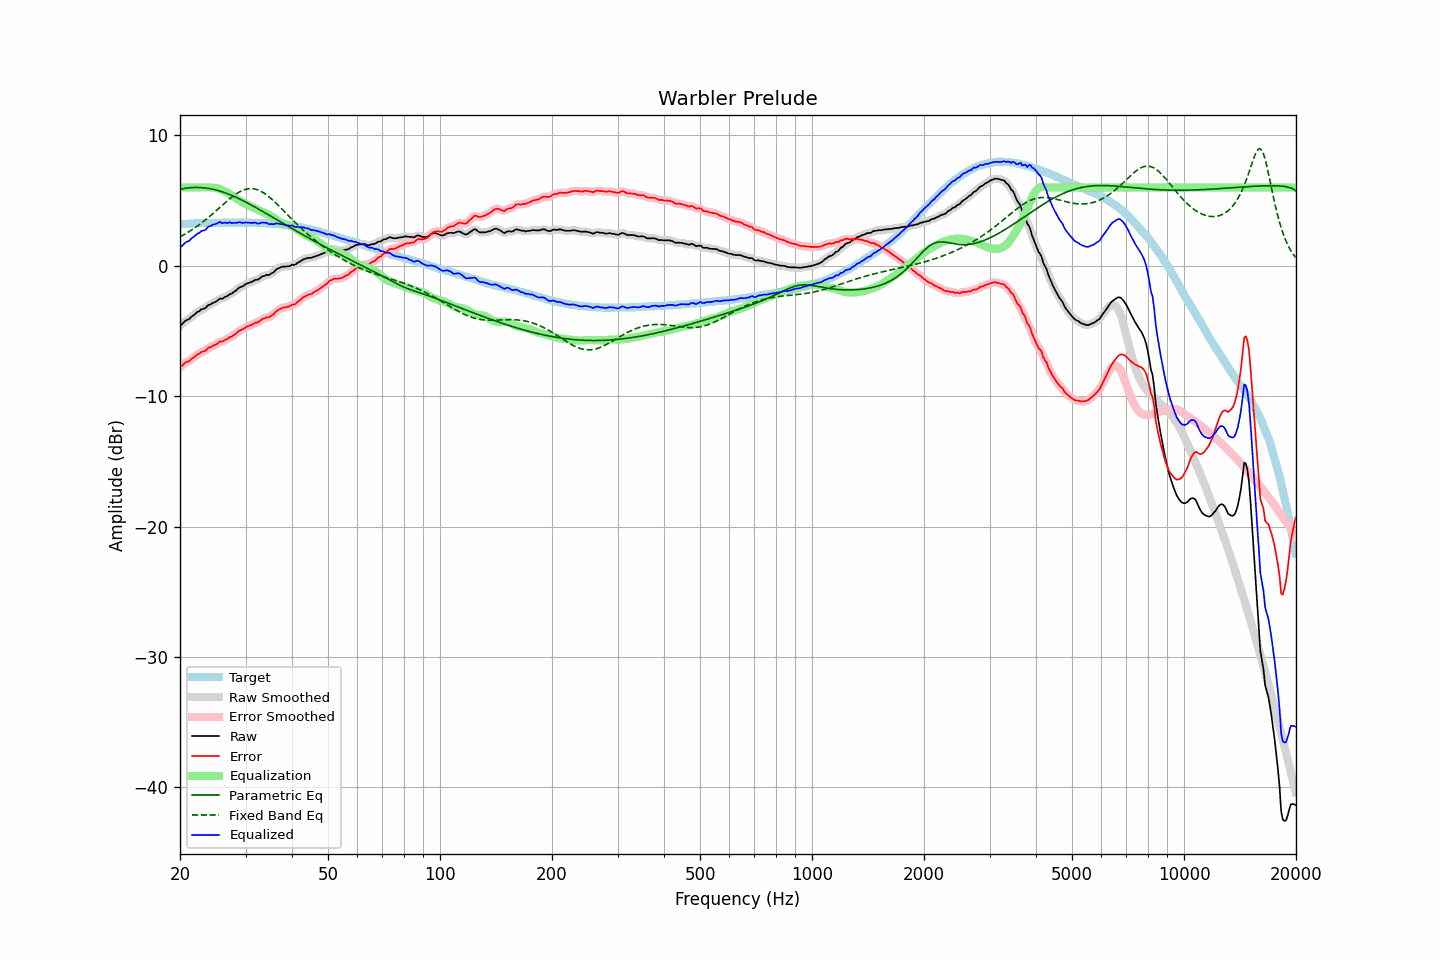 Warbler Prelude
10
0
−10
−20
−30
−40
Amplitude (dBr)
Target
Raw Smoothed
Error Smoothed
Raw
Error
Equalization
Parametric Eq
Fixed Band Eq
Equalized
20 50 100 200 500 1000 2000 5000 10000 20000
Frequency (Hz)